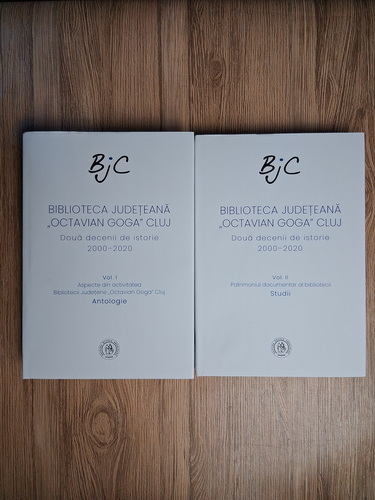 BjC
BIBLIOTECA JUDEȚEANĂ
„OCTAVIAN GOGA” CLUJ
Două decenii de istorie
2000-2020
Vol. I
Aspecte din activitatea
Bibliotecii Județene „Octavian Goga” Cluj
Antologie
BjC
BIBLIOTECA JUDEȚEANĂ
„OCTAVIAN GOGA” CLUJ
Două decenii de istorie
2000-2020
Vol. II
Patrimoniul documentar al bibliotecii
Studii